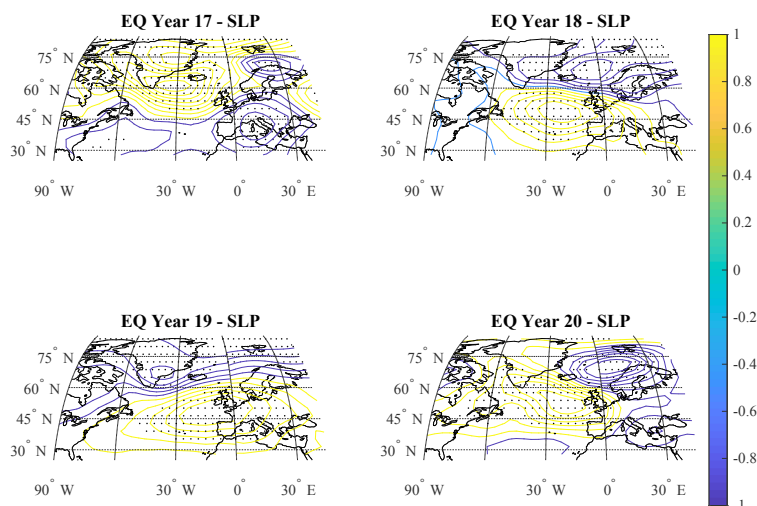 EQ Year 17 - SLP
75° N
60° N
45° N
30° N
90° W
30° W
0°
30° E
EQ Year 18 - SLP
75° N
60° N
45° N
30° N
90° W
30° W
0°
30° E
EQ Year 19 - SLP
75° N
60° N
45° N
30° N
90° W
30° W
0°
30° E
EQ Year 20 - SLP
75° N
60° N
45° N
30° N
90° W
30° W
0°
30° E
1
0.8
0.6
0.4
0.2
0
-0.2
-0.4
-0.6
-0.8